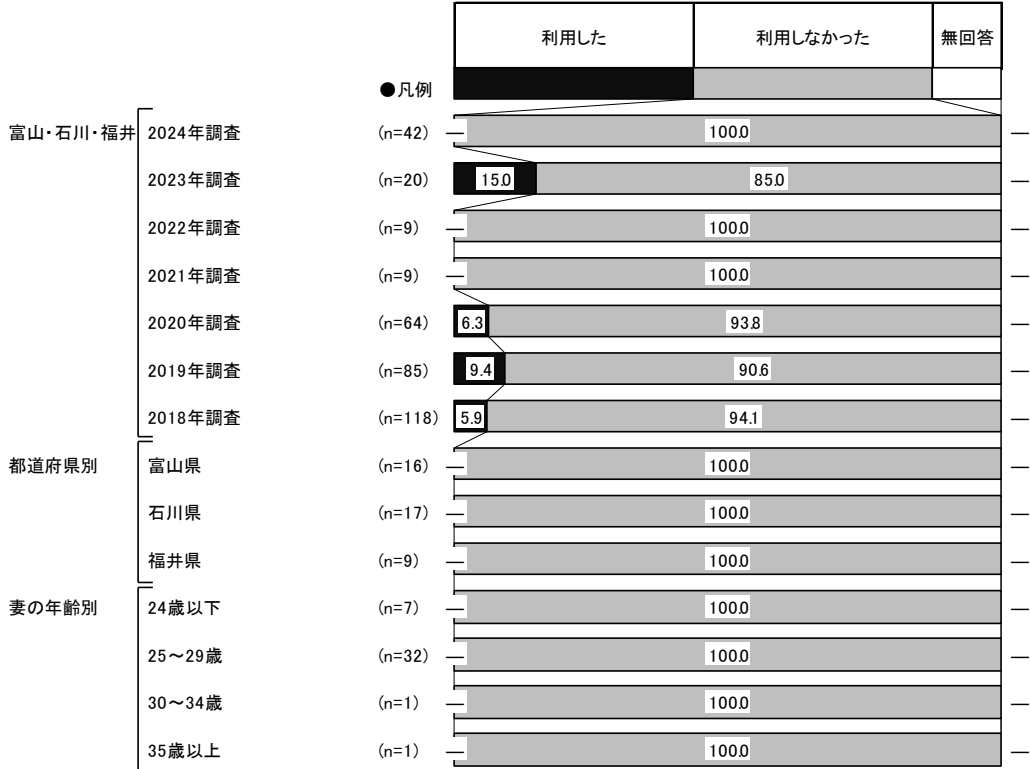 利用した 利用しなかった 無回答
●凡例
富山・石川・福井 2024年調査 (n=42) — 100.0 —
2023年調査 (n=20) 15.0 85.0 —
2022年調査 (n=9) — 100.0 —
2021年調査 (n=9) — 100.0 —
2020年調査 (n=64) 6.3 93.8 —
2019年調査 (n=85) 9.4 90.6 —
2018年調査 (n=118) 5.9 94.1 —
都道府県別 富山県 (n=16) — 100.0 —
石川県 (n=17) — 100.0 —
福井県 (n=9) — 100.0 —
妻の年齢別 24歳以下 (n=7) — 100.0 —
25～29歳 (n=32) — 100.0 —
30～34歳 (n=1) — 100.0 —
35歳以上 (n=1) — 100.0 —